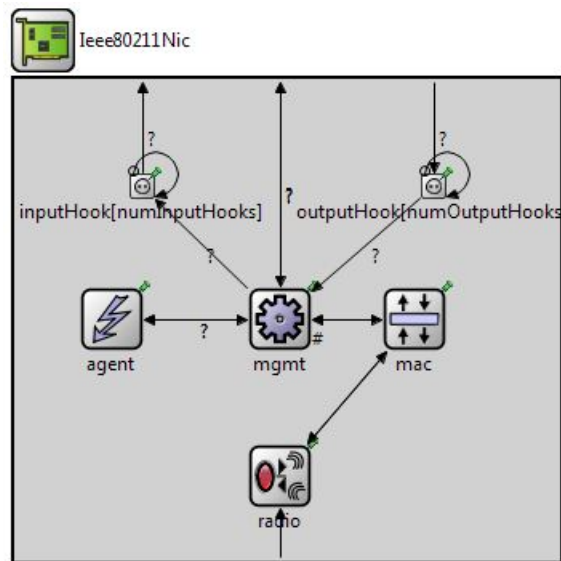 Ieee80211Nic
?
?
inputHook[numInputHooks]
?
outputHook[numOutputHooks
?
?
?
#
agent
mgmt
mac
radio